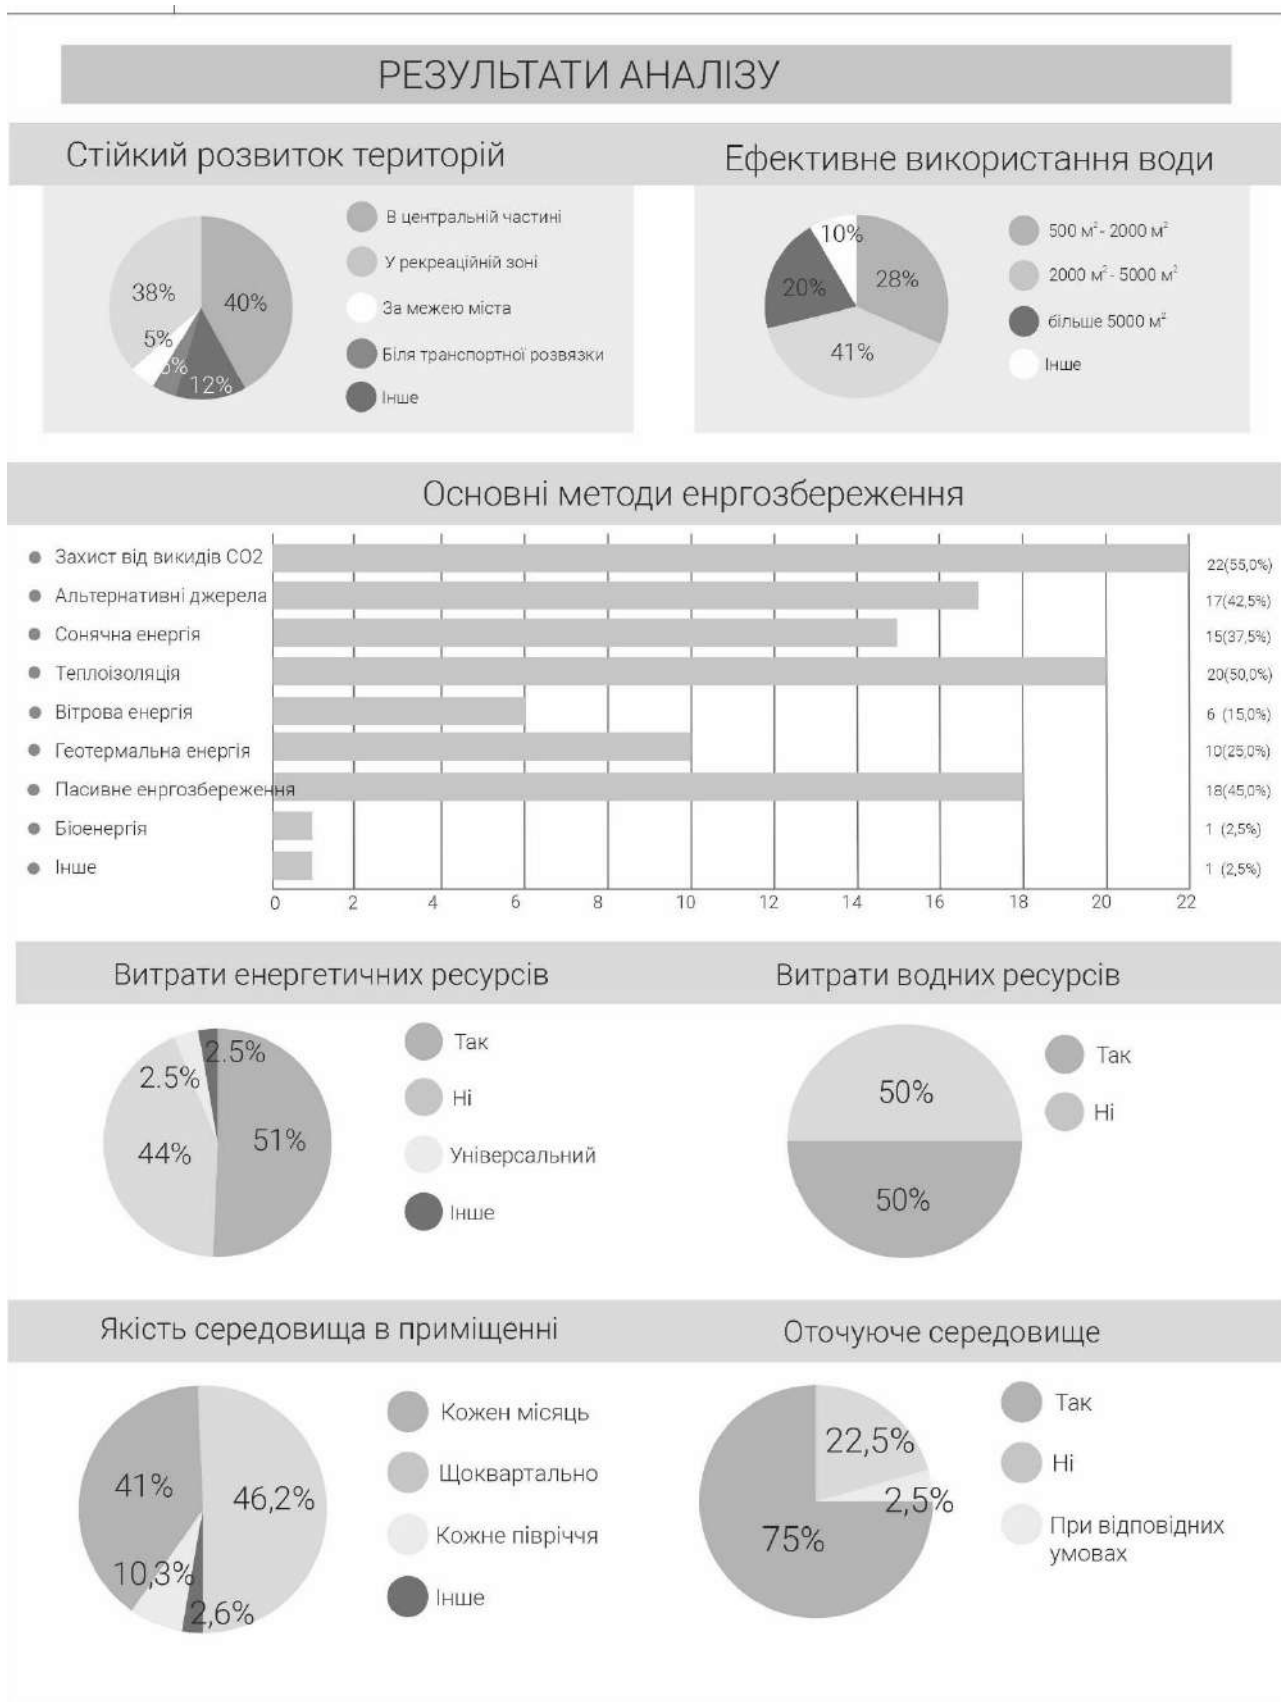 РЕЗУЛЬТАТИ АНАЛІЗУ
Стійкий розвиток територій
38%
40%
5%
12%
В центральній частині
У рекреаційній зоні
За межею міста
Біля транспортної розвязки
Інше
Ефективне використання води
10%
20%
28%
41%
500 м²- 2000 м²
2000 м²- 5000 м²
більше 5000 м²
Інше
Основні методи енргозбереження
Захист від викидів СО2 22(55,0%)
Альтернативні джерела 17(42,5%)
Сонячна енергія 15(37,5%)
Теплоізоляція 20(50,0%)
Вітрова енергія 6 (15,0%)
Геотермальна енергія 10(25,0%)
Пасивне енргозбереження 18(45,0%)
Біоенергія 1 (2,5%)
Інше 1 (2,5%)
0 2 4 6 8 10 12 14 16 18 20 22
Витрати енергетичних ресурсів
2.5%
2.5%
44%
51%
Так
Ні
Універсальний
Інше
Витрати водних ресурсів
50%
50%
Так
Ні
Якість середовища в приміщенні
41%
46,2%
10,3%
2,6%
Кожен місяць
Щоквартально
Кожне півріччя
Інше
Оточуюче середовище
22,5%
2,5%
75%
Так
Ні
При відповідних
умовах